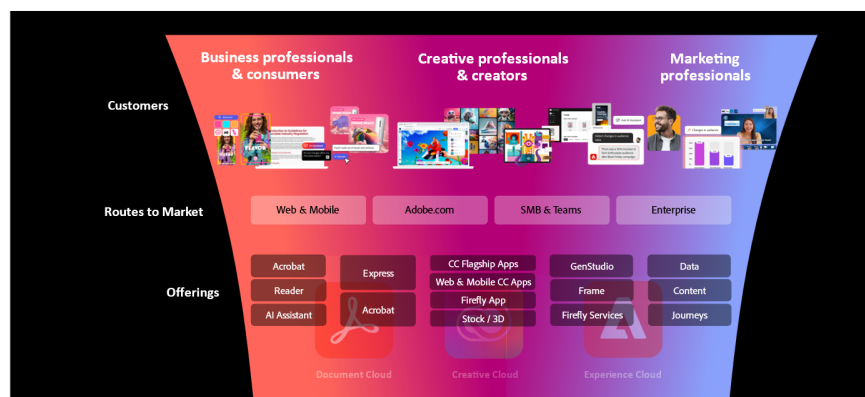 Business professionals
& consumers
Creative professionals
& creators
Marketing
professionals
Customers
Routes to Market
Web & Mobile
Adobe.com
SMB & Teams
Enterprise
Offerings
Acrobat
Reader
AI Assistant
Express
Acrobat
CC Flagship Apps
Web & Mobile CC Apps
Firefly App
Stock / 3D
GenStudio
Frame
Firefly Services
Data
Content
Journeys
Document Cloud
Creative Cloud
Experience Cloud